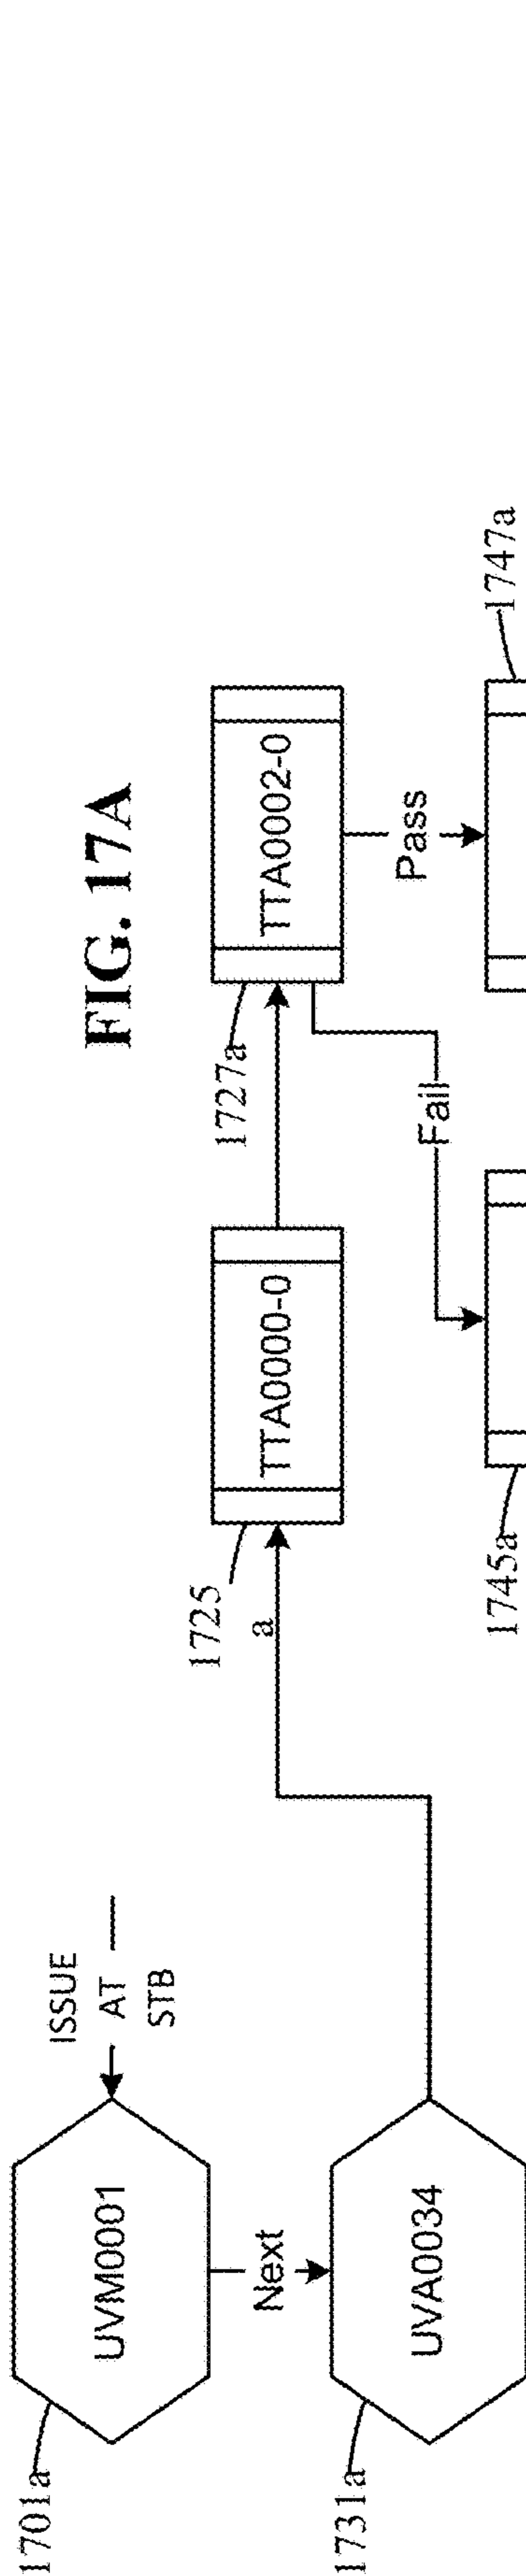 FIG. 17A
ISSUE
AT
STB
1701a
UVM0001
Next
1731a
UVA0034
a
1725
TTA0000-0
1727a
TTA0002-0
Fail
Pass
1745a
1747a